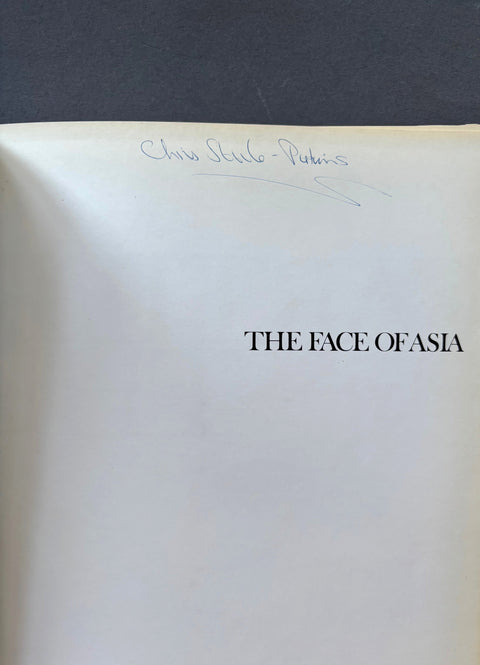 Chris Steele-Perkins
THE FACE OF ASIA